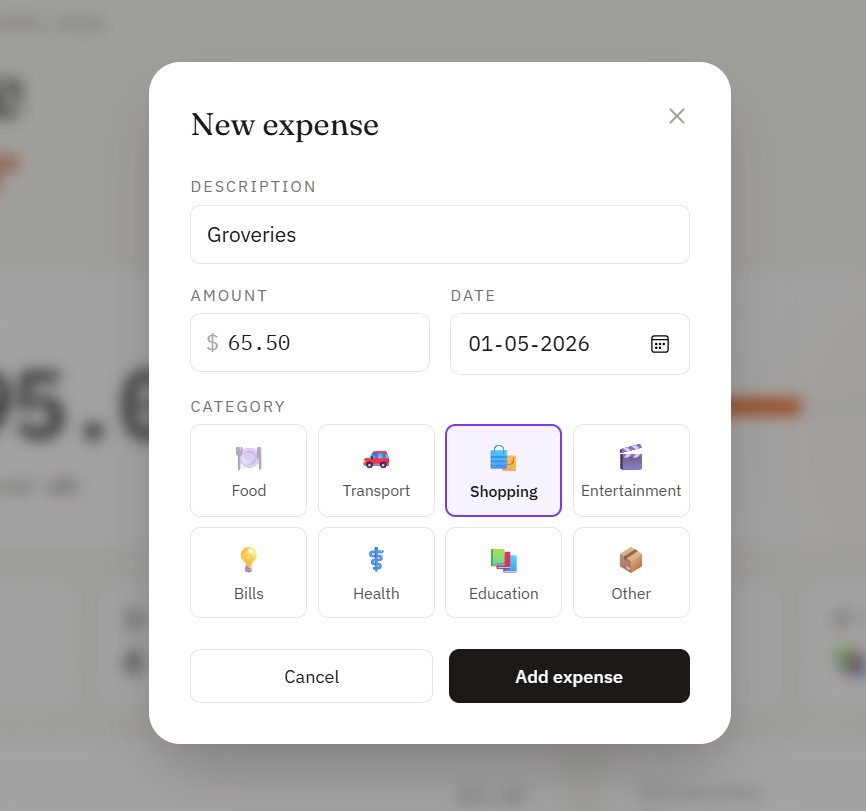 New expense
DESCRIPTION
Groveries
AMOUNT DATE
$ 65.50 01-05-2026
CATEGORY
Food Transport Shopping Entertainment
Bills Health Education Other
Cancel Add expense